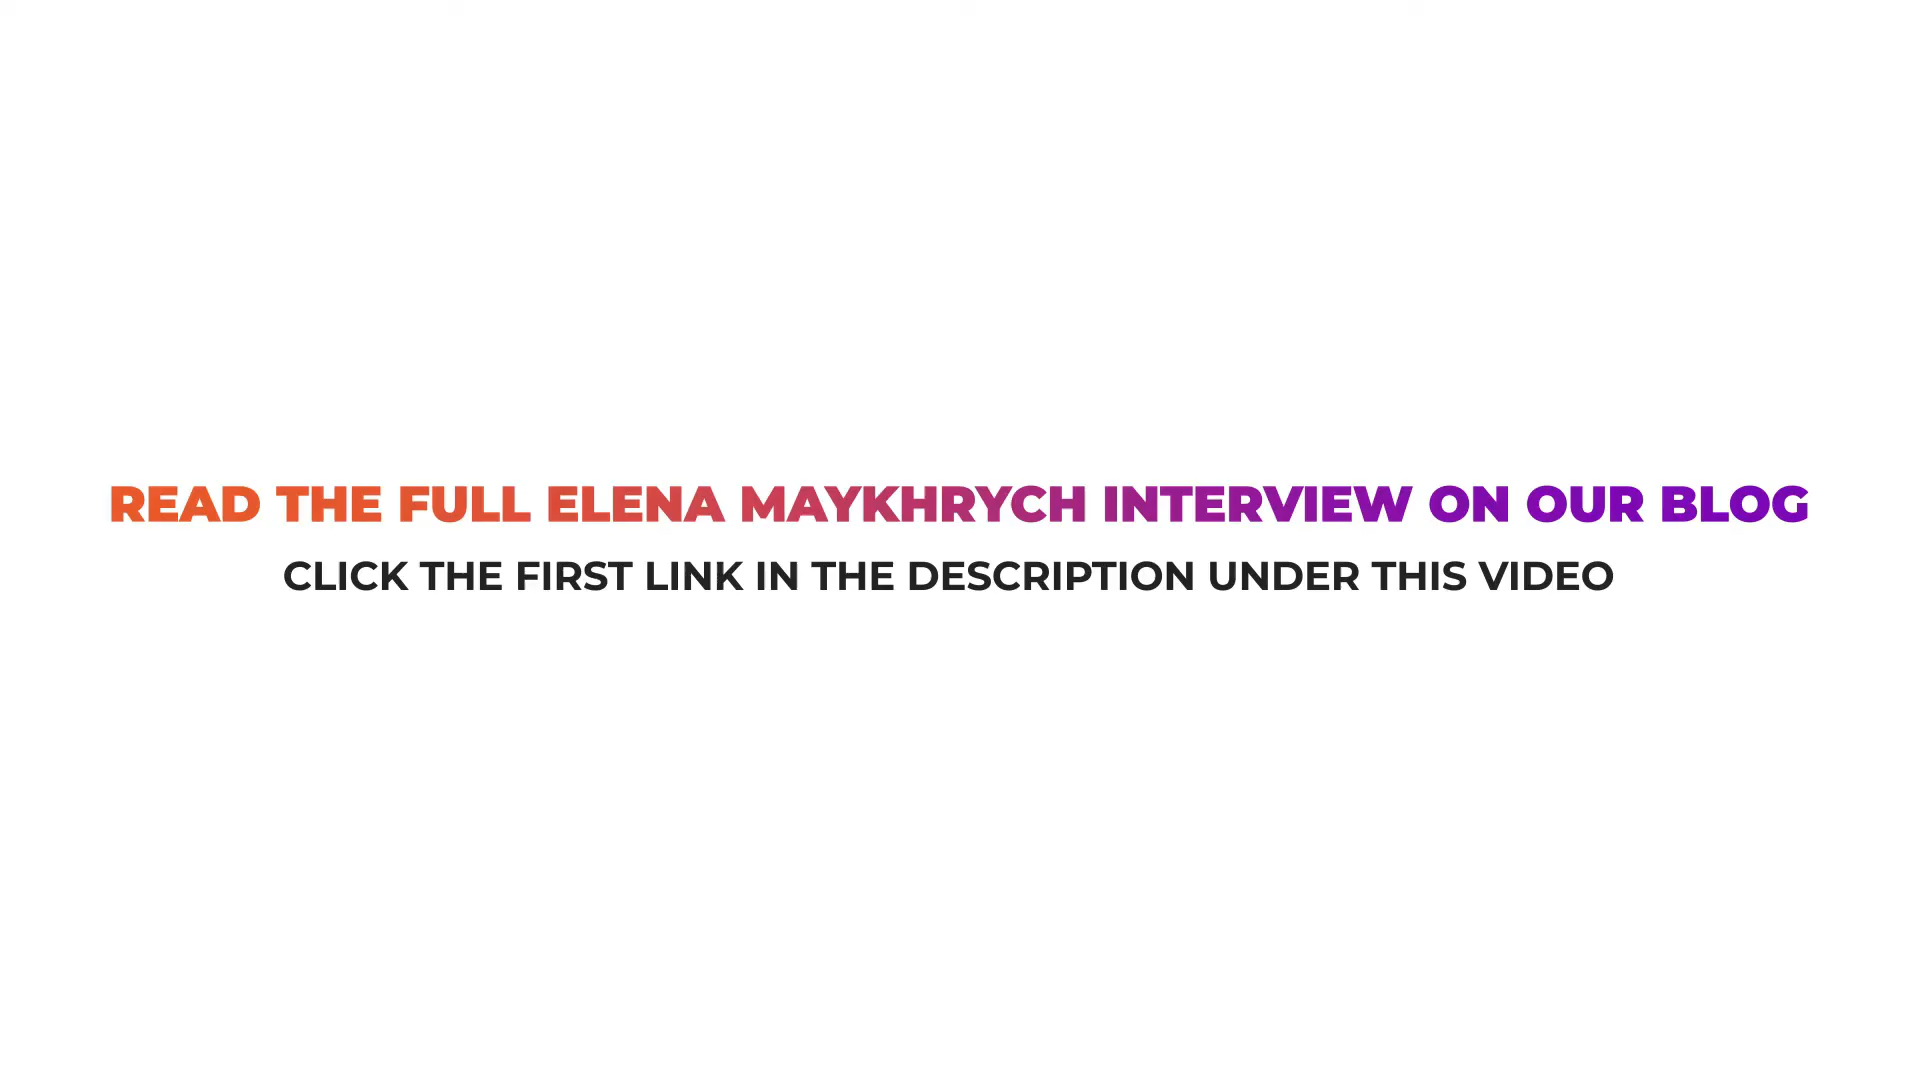 READ THE FULL ELENA MAYKHRYCH INTERVIEW ON OUR BLOG
CLICK THE FIRST LINK IN THE DESCRIPTION UNDER THIS VIDEO